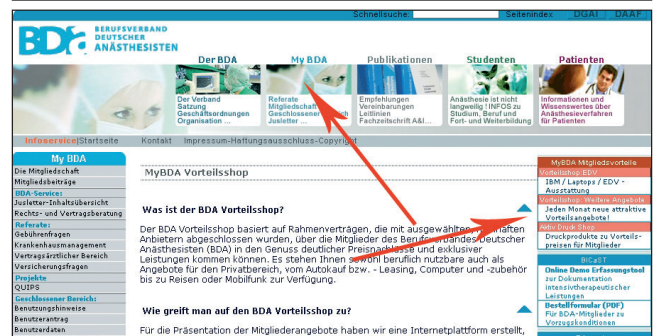 Schnellsuche: Seitenindex DGAI DAAF
BDA BERUFSVERBAND
DEUTSCHER
ANÄSTHESISTEN
Der BDA My BDA Publikationen Studenten Patienten
Der Verband
Satzung
Geschäftsordnungen
Organisation ...
Referate
Mitgliedschaft
Geschlossener Bereich
Jusletter ...
Empfehlungen
Vereinbarungen
Leitlinien
Fachzeitschrift A&I...
Anästhesie ist nicht
langweilig ! INFOS zu
Studium, Beruf und
Fort- und Weiterbildung
Informationen und
Wissenswertes über
Anästhesieverfahren
für Patienten
Infoservice|Startseite Kontakt Impressum-Haftungsausschluss-Copyright
My BDA
Die Mitgliedschaft
Mitgliedsbeiträge
BDA-Service:
Jusletter-Inhaltsübersicht
Rechts- und Vertragsberatung
Referate:
Gebührenfragen
Krankenhausmanagement
Vertragsärztlicher Bereich
Versicherungsfragen
Projekte
QUIPS
Geschlossener Bereich:
Benutzungshinweise
Benutzerantrag
Benutzerdaten
MyBDA Vorteilsshop
Was ist der BDA Vorteilsshop?
Der BDA Vorteilsshop basiert auf Rahmenverträgen, die mit ausgewählten, namhaften
Anbietern abgeschlossen wurden, über die Mitglieder des Berufsverbandes Deutscher
Anästhesisten (BDA) in den Genuss deutlicher Preisnachlässe und exklusiver
Leistungen kommen können. Es stehen Ihnen sowohl beruflich nutzbare auch als
Angebote für den Privatbereich, vom Autokauf bzw. - Leasing, Computer und -zubehör
bis zu Reisen oder Mobilfunk zur Verfügung.
Wie greift man auf den BDA Vorteilsshop zu?
Für die Präsentation der Mitgliederangebote haben wir eine Internetplattform erstellt,
MyBDA Mitgliedsvorteile
Vorteilsshop:EDV
IBM / Laptops / EDV -
Ausstattung
Vorteilsshop: Weitere Angebote
Jeden Monat neue attraktive
Vorteilsangebote!
Aktiv Druck Shop
Druckprodukte zu Vorteils-
preisen für Mitglieder
BICaST
Online Demo Erfassungstool
zur Dokumentation
intensivtherapeutischer
Leistungen
Bestellformular (PDF)
Für BDA-Mitglieder zu
Vorzugskonditionen